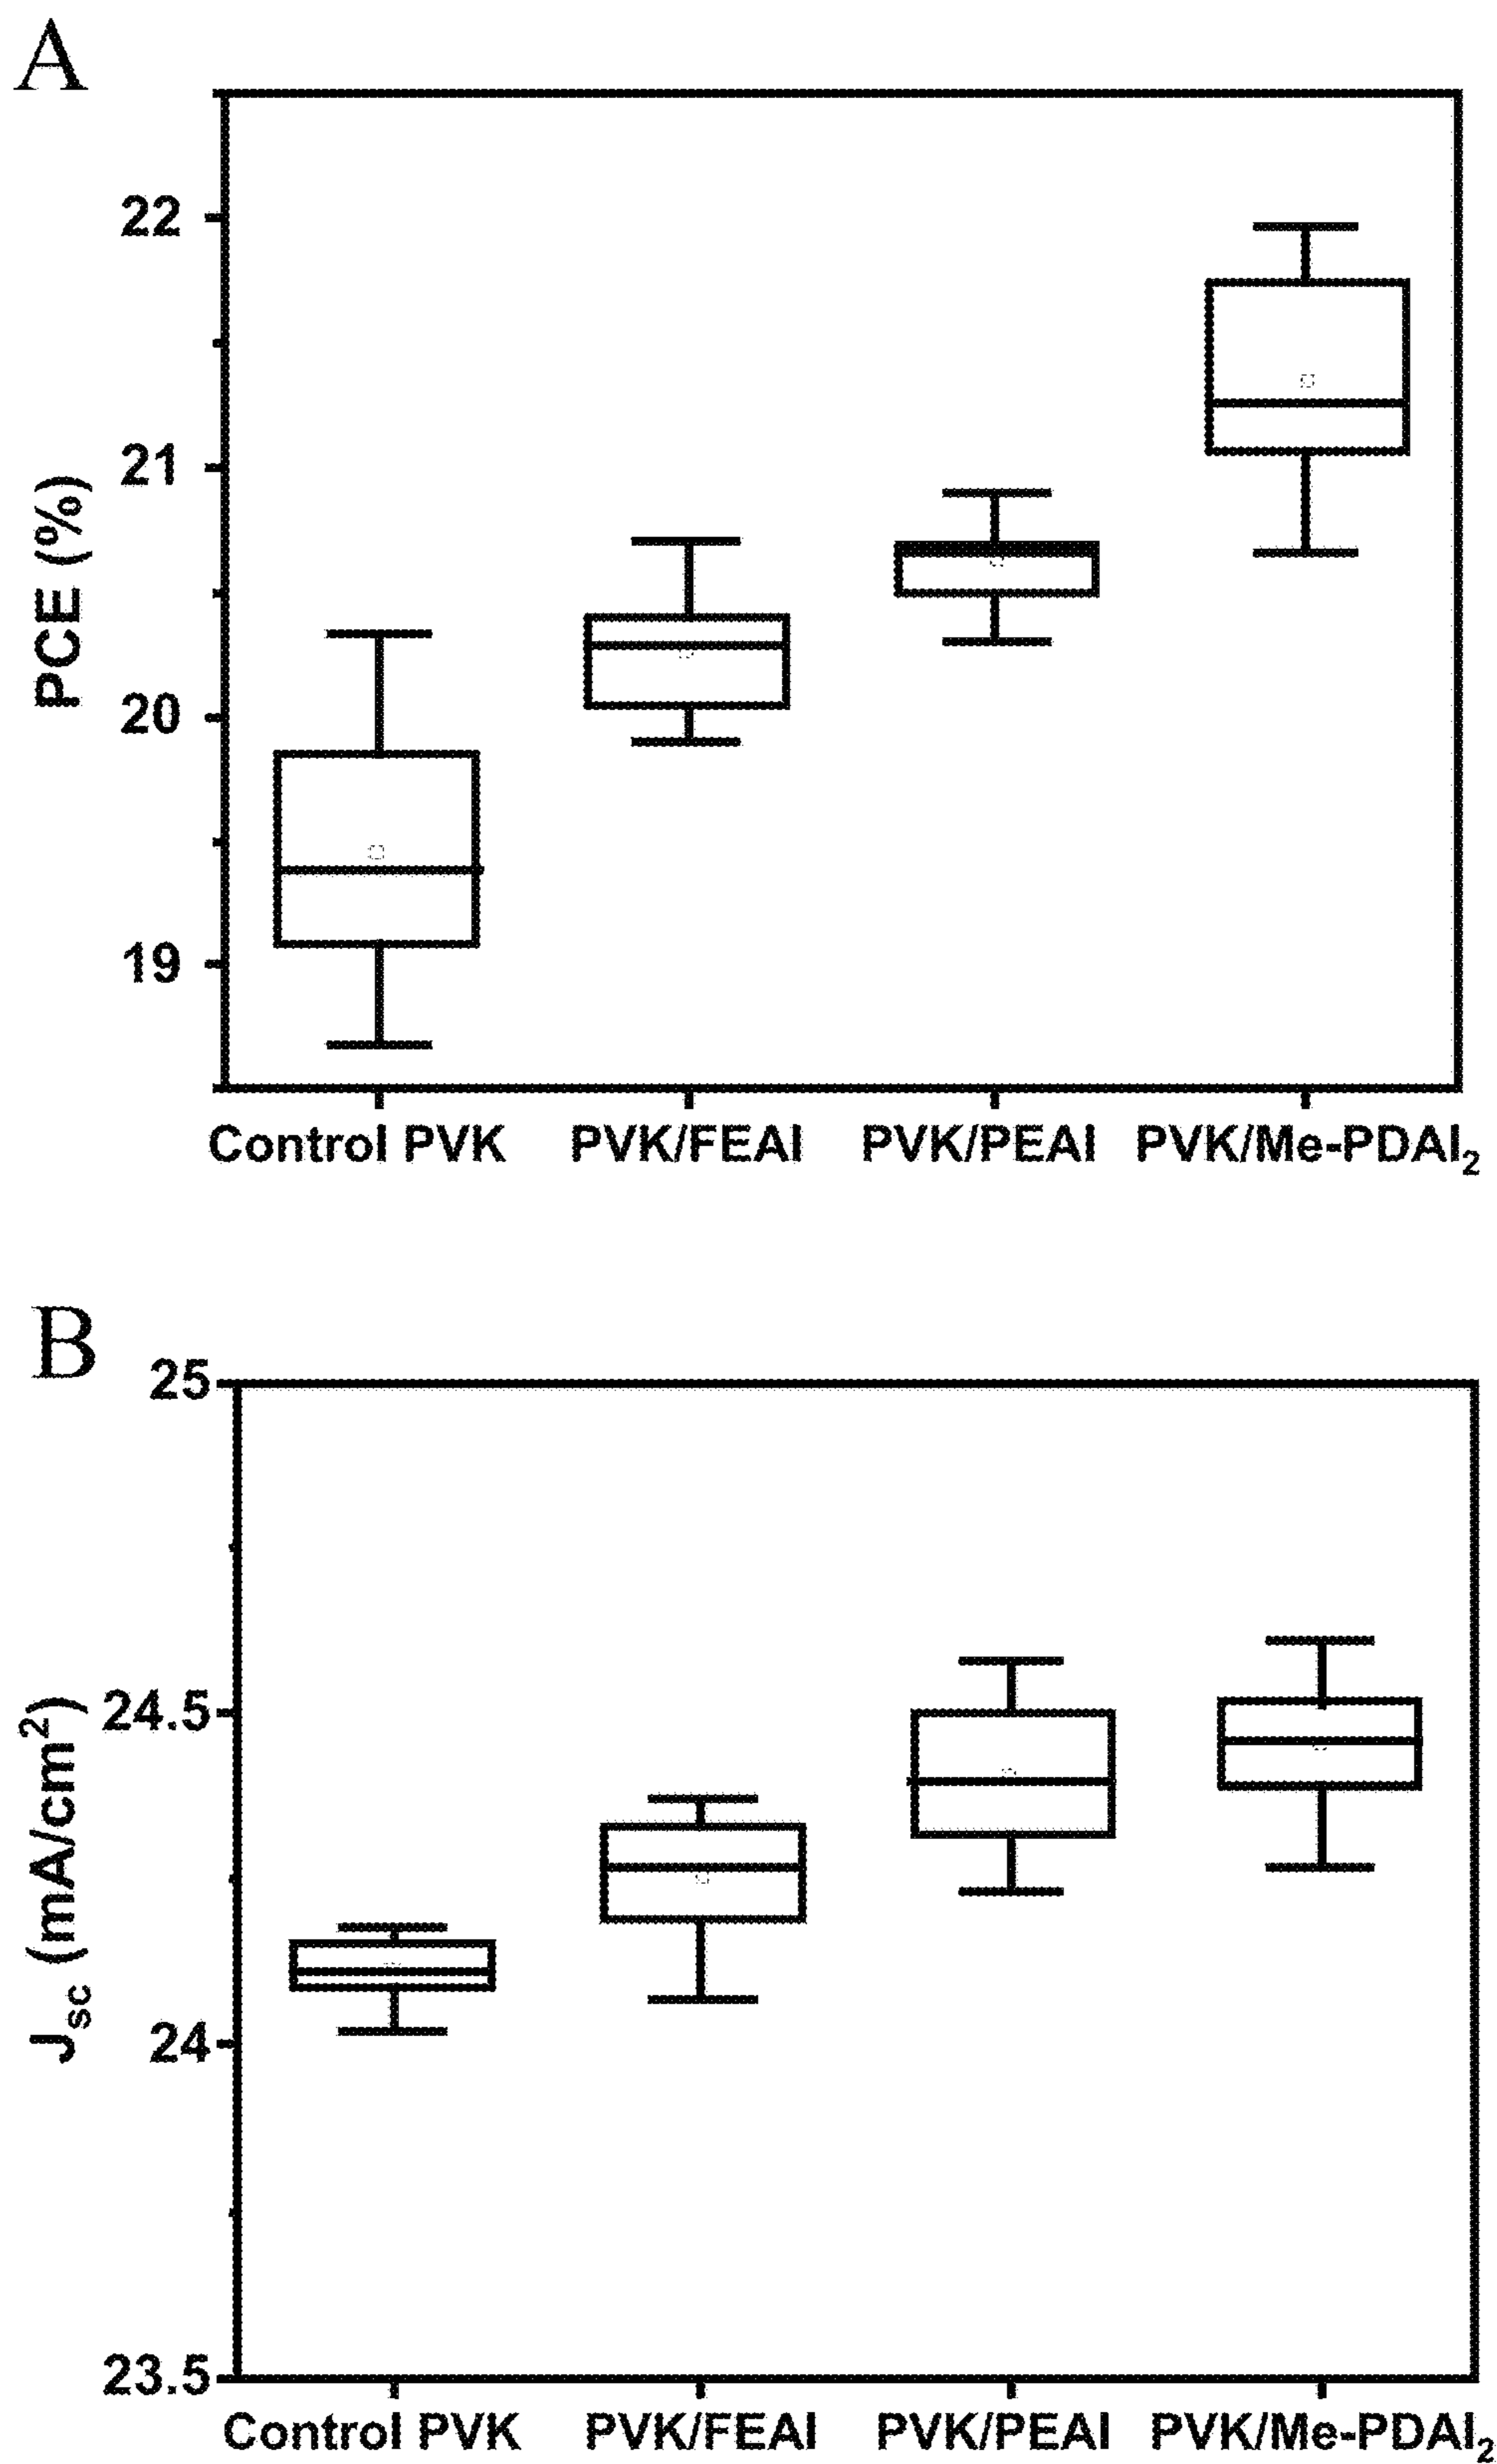 A
22
21
20
19
PCE (%)
Control PVK PVK/FEAI PVK/PEAI PVK/Me-PDAI₂
B
25
24.5
24
23.5
Jsc (mA/cm²)
Control PVK PVK/FEAI PVK/PEAI PVK/Me-PDAI₂